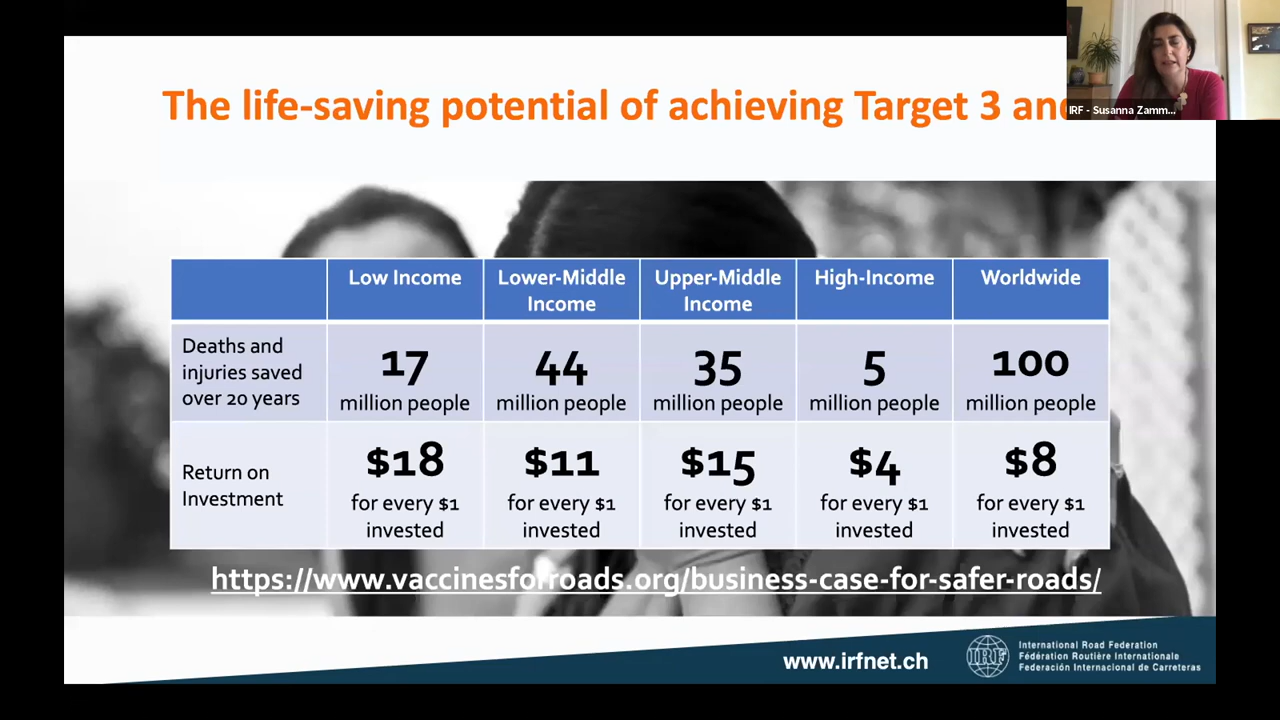 The life-saving potential of achieving Target 3 and
IRF - Susanna Zamm...
Low Income
Lower-Middle Income
Upper-Middle Income
High-Income
Worldwide
Deaths and
injuries saved
over 20 years
17
million people
44
million people
35
million people
5
million people
100
million people
Return on
Investment
$18
for every $1
invested
$11
for every $1
invested
$15
for every $1
invested
$4
for every $1
invested
$8
for every $1
invested
https://www.vaccinesforroads.org/business-case-for-safer-roads/
www.irfnet.ch
IRF
International Road Federation
Fédération Routière Internationale
Federación Internacional de Carreteras